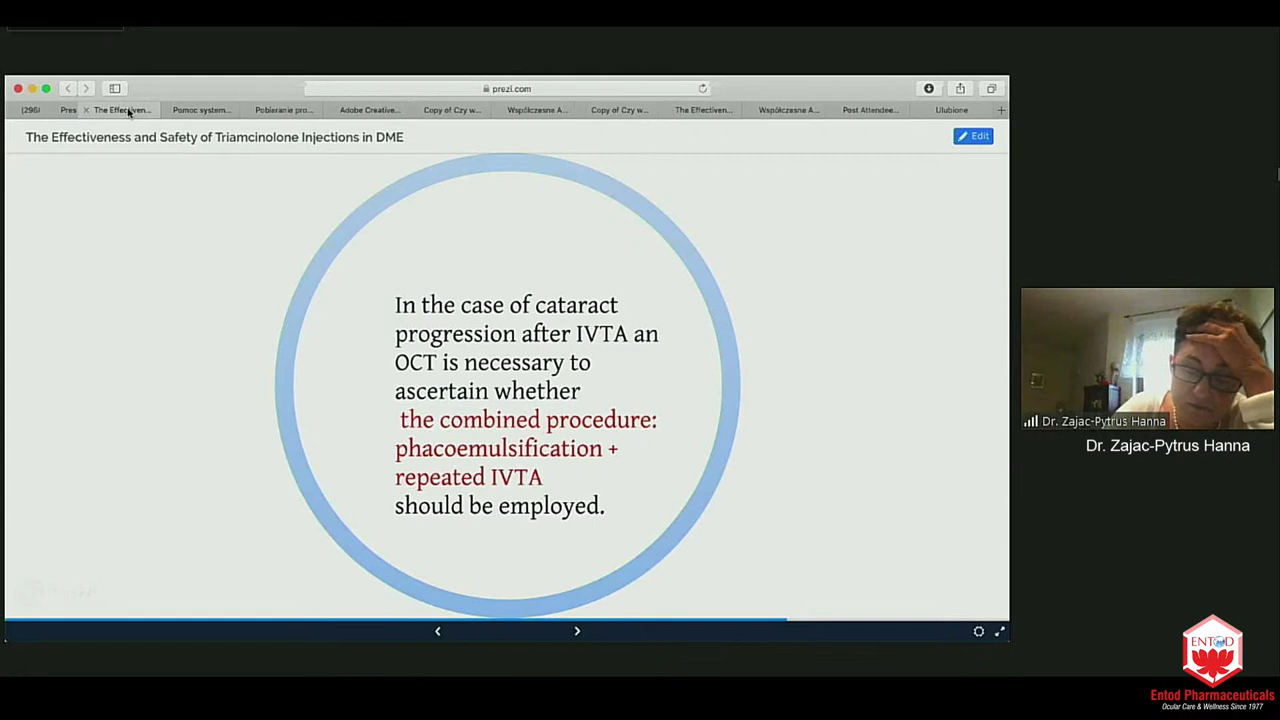 prezi.com
(296)
Pres
The Effectiven...
Pomoc system...
Pobieranie pro...
Adobe Creative...
Copy of Czy w...
Współczesne A...
Copy of Czy w...
The Effectiven...
Współczesne A...
Post Attendee...
Ulubione
The Effectiveness and Safety of Triamcinolone Injections in DME
Edit
In the case of cataract
progression after IVTA an
OCT is necessary to
ascertain whether
the combined procedure:
phacoemulsification +
repeated IVTA
should be employed.
Dr. Zajac-Pytrus Hanna
Dr. Zajac-Pytrus Hanna
ENTOD
Entod Pharmaceuticals
Ocular Care & Wellness Since 1977